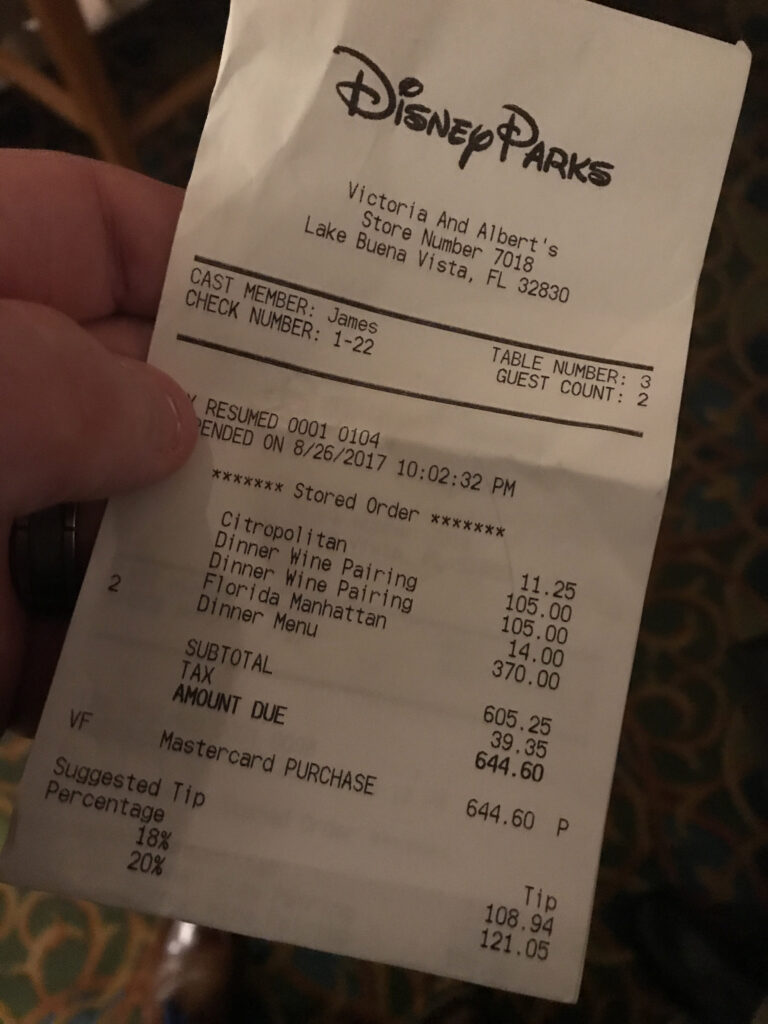 Disney Parks
Victoria And Albert's
Store Number 7018
Lake Buena Vista, FL 32830
CAST MEMBER: James TABLE NUMBER: 3
CHECK NUMBER: 1-22 GUEST COUNT: 2
RESUMED 0001 0104
PENDED ON 8/26/2017 10:02:32 PM
******* Stored Order *******
Citropolitan 11.25
Dinner Wine Pairing 105.00
Dinner Wine Pairing 105.00
Florida Manhattan 14.00
2 Dinner Menu 370.00
SUBTOTAL 605.25
TAX 39.35
AMOUNT DUE 644.60
VF Mastercard PURCHASE 644.60 P
Suggested Tip
Percentage Tip
18% 108.94
20% 121.05